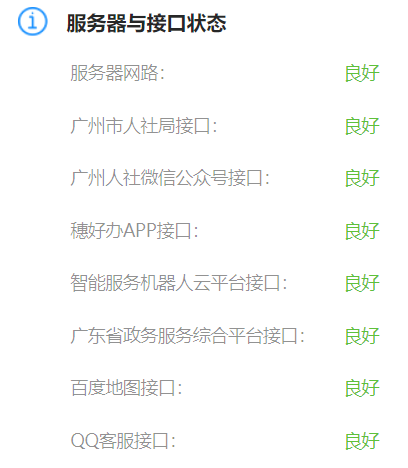 服务器与接口状态
服务器网路: 良好
广州市人社局接口: 良好
广州人社微信公众号接口: 良好
穗好办APP接口: 良好
智能服务机器人云平台接口: 良好
广东省政务服务综合平台接口: 良好
百度地图接口: 良好
QQ客服接口: 良好